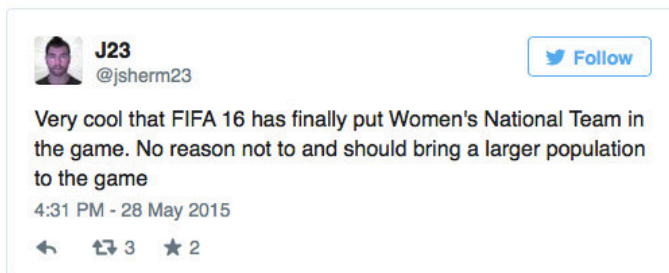 J23
@jsherm23
Follow
Very cool that FIFA 16 has finally put Women's National Team in
the game. No reason not to and should bring a larger population
to the game
4:31 PM - 28 May 2015
3 2